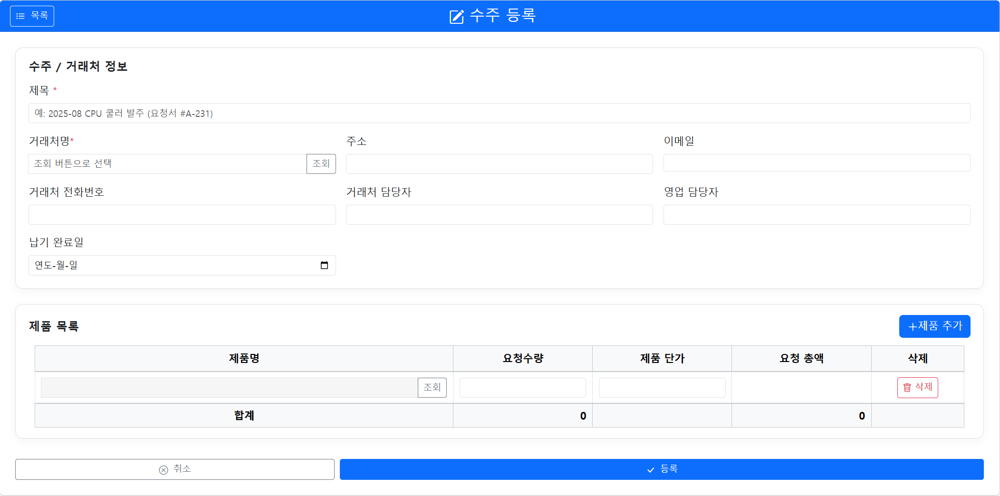 목록
수주 등록
수주 / 거래처 정보
제목 *
예: 2025-08 CPU 쿨러 발주 (요청서 #A-231)
거래처명* 주소 이메일
조회 버튼으로 선택 조회
거래처 전화번호 거래처 담당자 영업 담당자
납기 완료일
연도-월-일
제품 목록 +제품 추가
제품명 요청수량 제품 단가 요청 총액 삭제
조회 삭제
합계 0 0
취소 등록